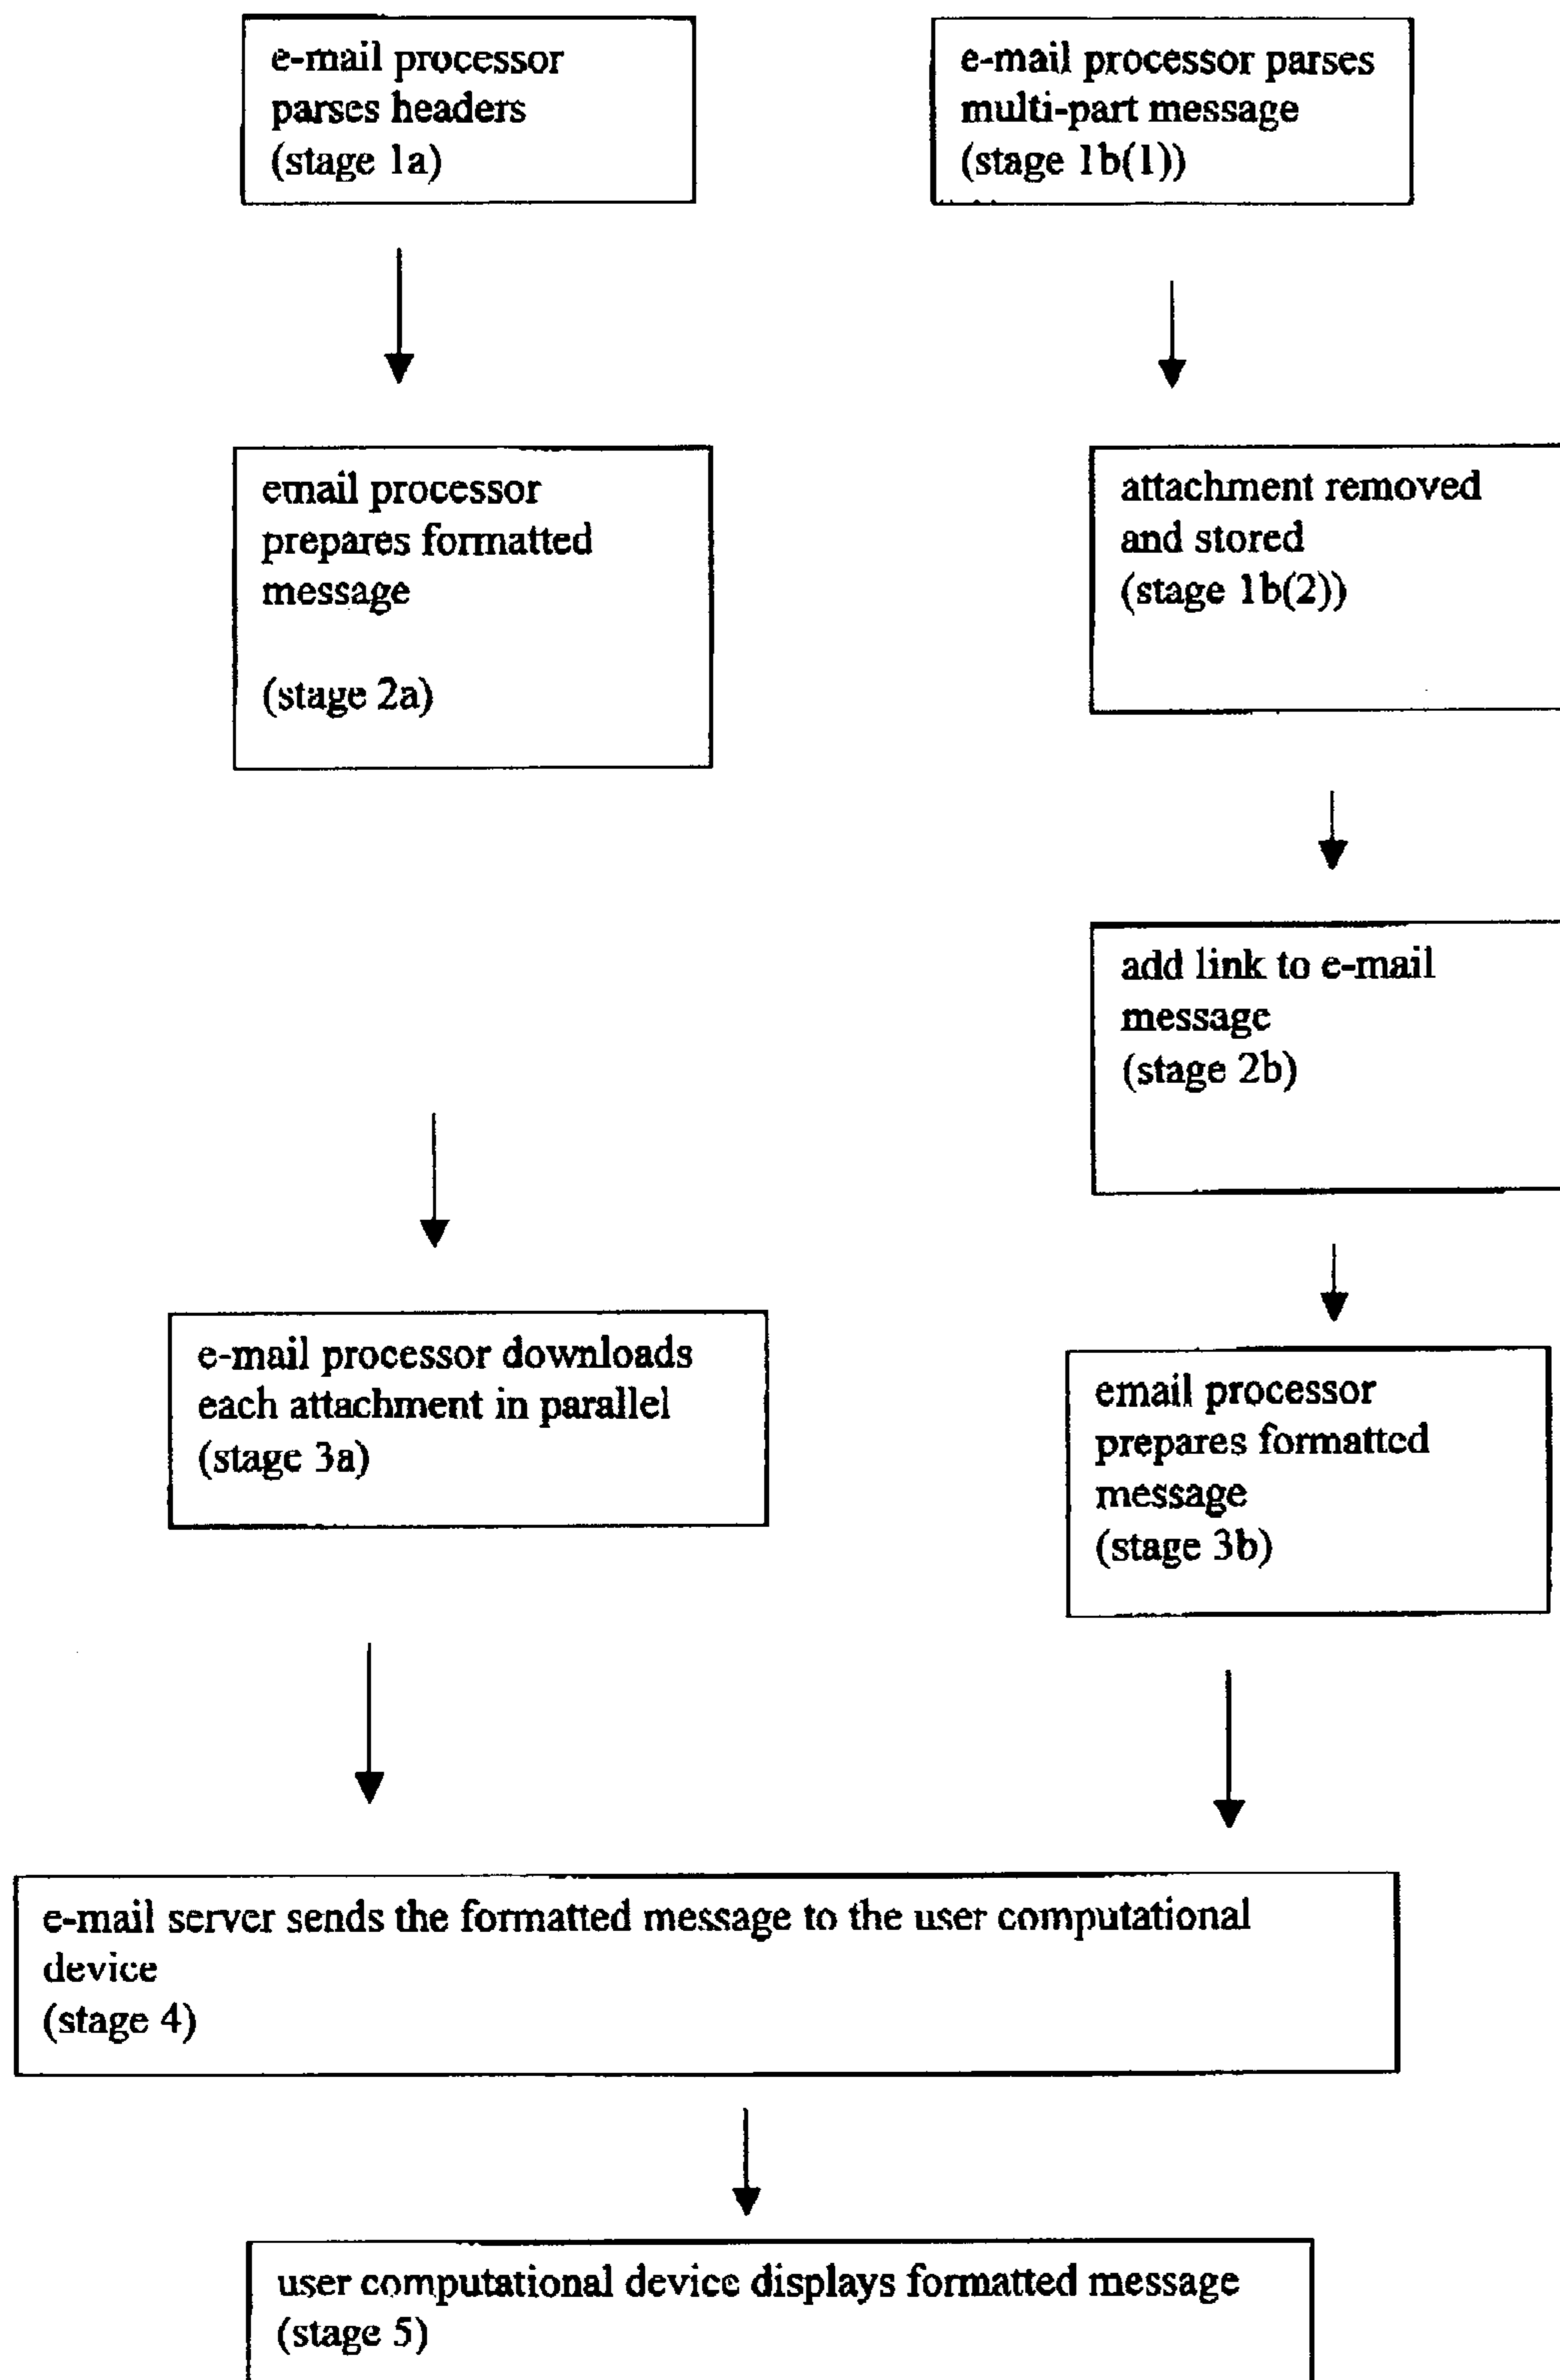 e-mail processor
parses headers
(stage 1a)
e-mail processor parses
multi-part message
(stage 1b(1))
email processor
prepares formatted
message
(stage 2a)
attachment removed
and stored
(stage 1b(2))
add link to e-mail
message
(stage 2b)
e-mail processor downloads
each attachment in parallel
(stage 3a)
email processor
prepares formatted
message
(stage 3b)
e-mail server sends the formatted message to the user computational
device
(stage 4)
user computational device displays formatted message
(stage 5)